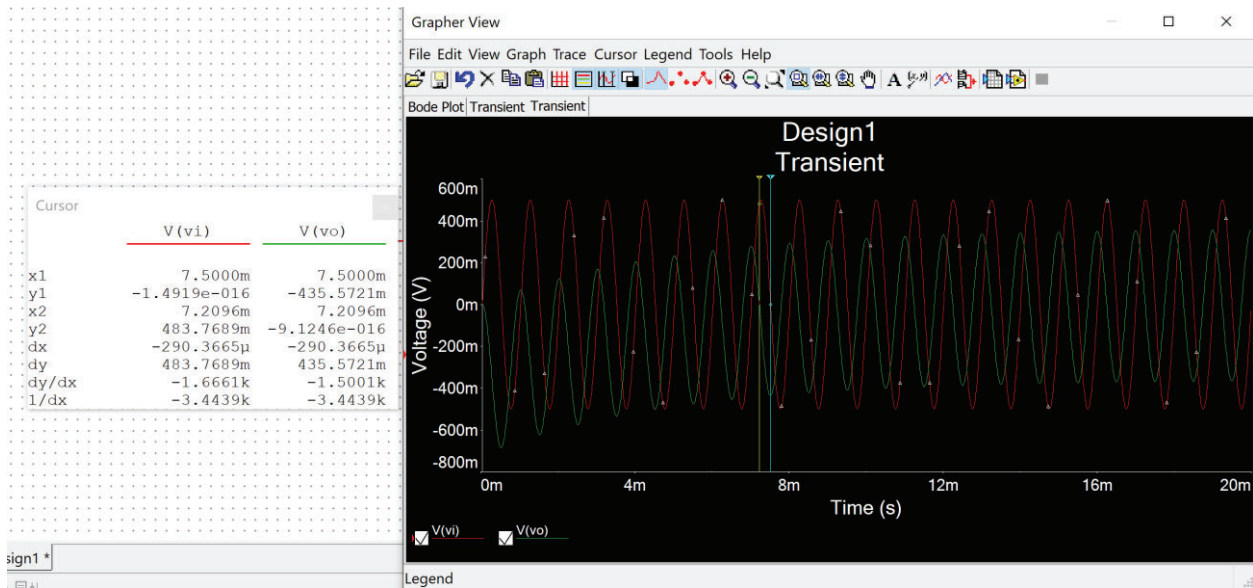 Grapher View
File Edit View Graph Trace Cursor Legend Tools Help
A
Bode Plot Transient Transient
Design1
Transient
Cursor
V(vi) V(vo)
x1 7.5000m 7.5000m
y1 -1.4919e-016 -435.5721m
x2 7.2096m 7.2096m
y2 483.7689m -9.1246e-016
dx -290.3665µ -290.3665µ
dy 483.7689m 435.5721m
dy/dx -1.6661k -1.5001k
1/dx -3.4439k -3.4439k
Voltage (V)
600m
400m
200m
0m
-200m
-400m
-600m
-800m
0m 4m 8m 12m 16m 20m
Time (s)
V(vi) V(vo)
sign1 *
Legend